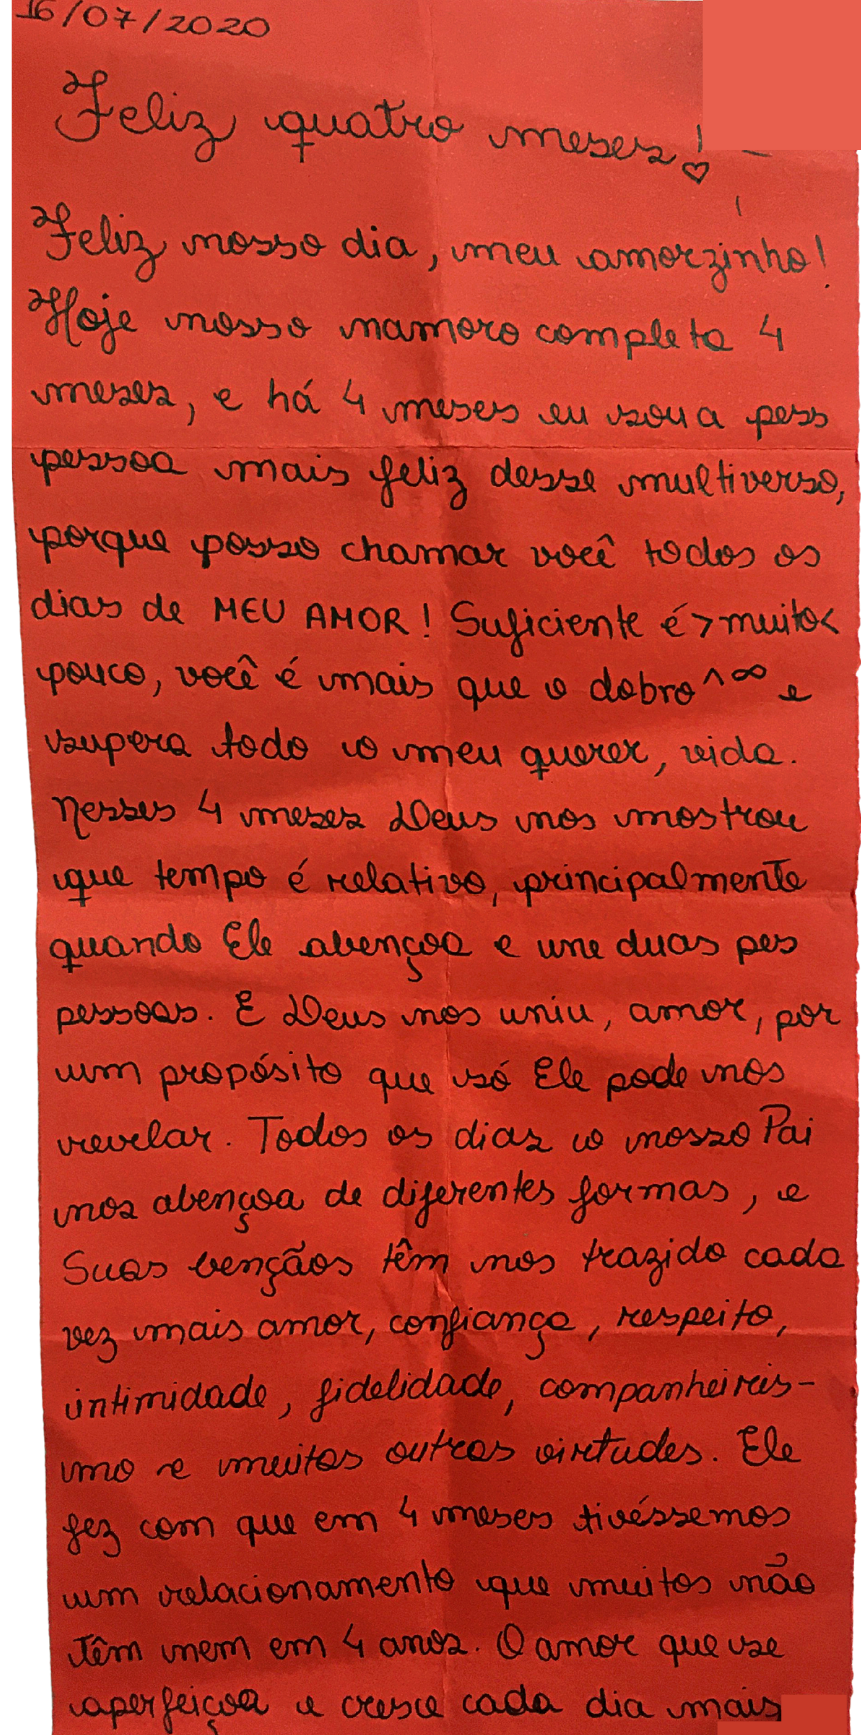 16/07/2020
Feliz quatro meses!
Feliz nosso dia, meu amorzinho!
Hoje nosso namoro completa 4
meses, e há 4 meses eu sou a pess
pessoa mais feliz desse multiverso,
porque posso chamar você todos os
dias de MEU AMOR! Suficiente é >muito<
pouco, você é mais que o dobro^∞ e
supera todo o meu querer, vida.
Nesses 4 meses Deus nos mostrou
que tempo é relativo, principalmente
quando Ele abençoa e une duas pes
pessoas. E Deus nos uniu, amor, por
um propósito que só Ele pode nos
revelar. Todos os dias o nosso Pai
nos abençoa de diferentes formas, e
Suas bençãos têm nos trazido cada
vez mais amor, confiança, respeito,
intimidade, fidelidade, companheiris-
mo e muitas outras virtudes. Ele
fez com que em 4 meses tivéssemos
um relacionamento que muitos não
têm nem em 4 anos. O amor que se
aperfeiçoa e cresce cada dia mais